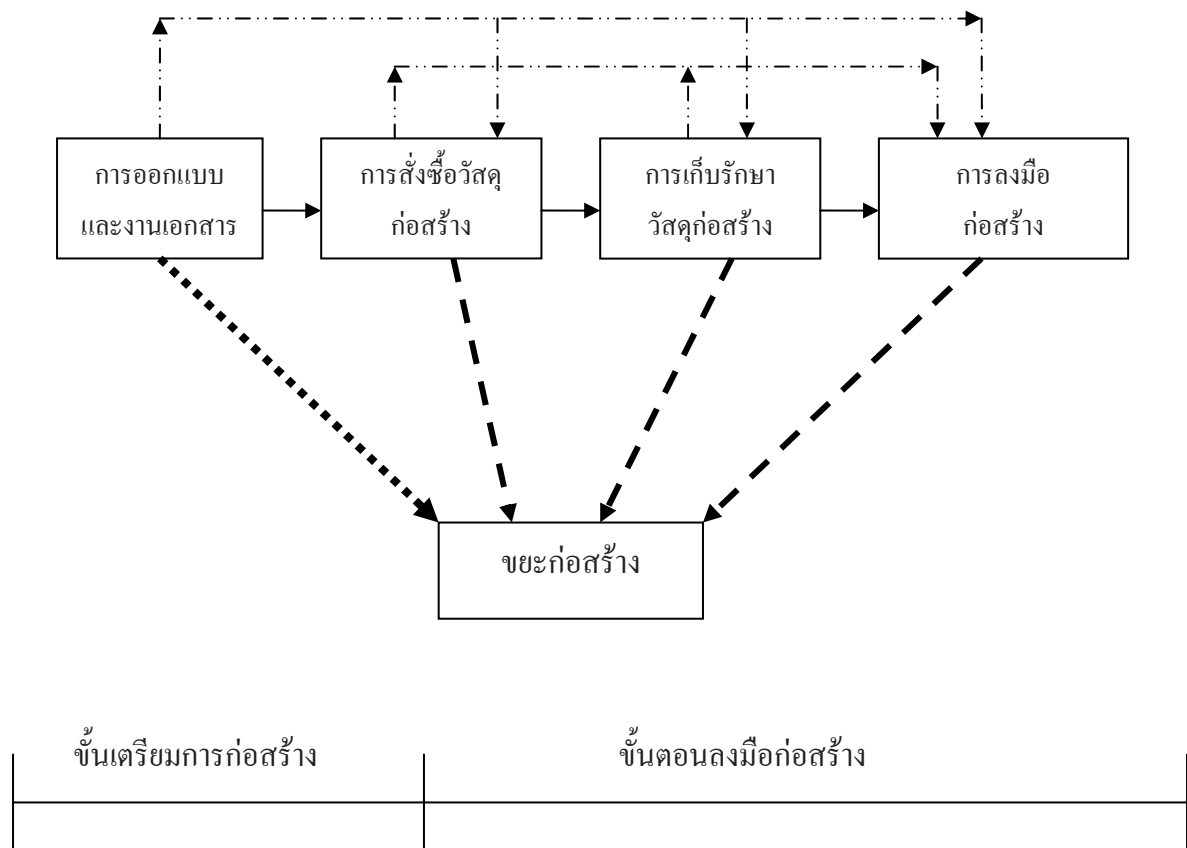 การออกแบบ
และงานเอกสาร
การสั่งซื้อวัสดุ
ก่อสร้าง
การเก็บรักษา
วัสดุก่อสร้าง
การลงมือ
ก่อสร้าง
ขยะก่อสร้าง
ขั้นเตรียมการก่อสร้าง
ขั้นตอนลงมือก่อสร้าง